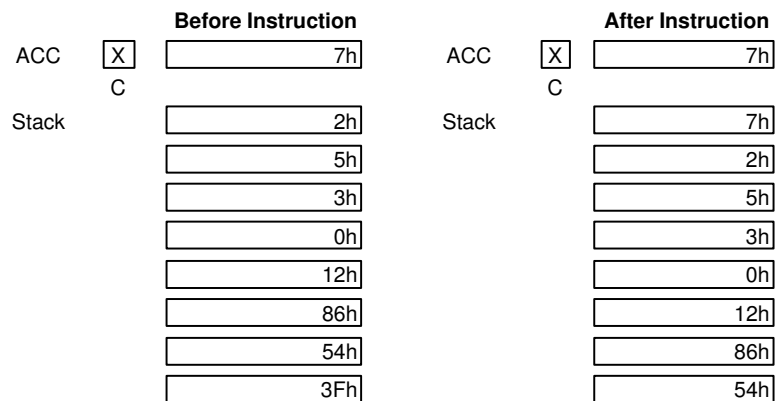 Before Instruction After Instruction
ACC X 7h ACC X 7h
C C
Stack 2h Stack 7h
5h 2h
3h 5h
0h 3h
12h 0h
86h 12h
54h 86h
3Fh 54h